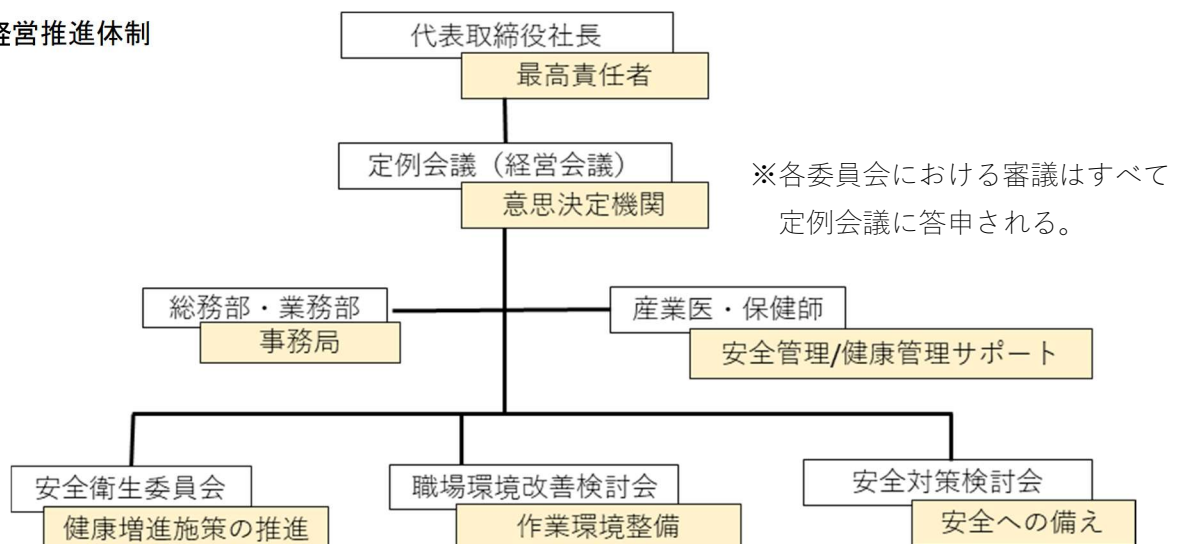 営推進体制
代表取締役社長
最高責任者
定例会議（経営会議）
意思決定機関
※各委員会における審議はすべて
定例会議に答申される。
総務部・業務部
事務局
産業医・保健師
安全管理/健康管理サポート
安全衛生委員会
健康増進施策の推進
職場環境改善検討会
作業環境整備
安全対策検討会
安全への備え